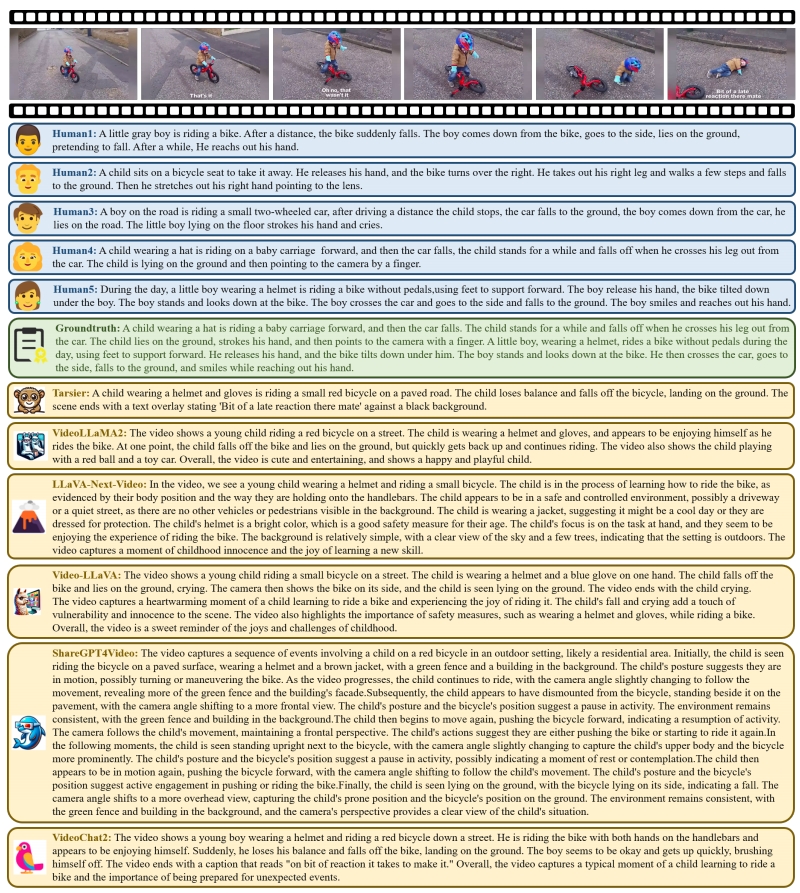 That's it
Oh no, that
wasn't it
Bit of a late
reaction there mate
Human1: A little gray boy is riding a bike. After a distance, the bike suddenly falls. The boy comes down from the bike, goes to the side, lies on the ground,
pretending to fall. After a while, He reachs out his hand.
Human2: A child sits on a bicycle seat to take it away. He releases his hand, and the bike turns over the right. He takes out his right leg and walks a few steps and falls
to the ground. Then he stretches out his right hand pointing to the lens.
Human3: A boy on the road is riding a small two-wheeled car, after driving a distance the child stops, the car falls to the ground, the boy comes down from the car, he
lies on the road. The little boy lying on the floor strokes his hand and cries.
Human4: A child wearing a hat is riding on a baby carriage forward, and then the car falls, the child stands for a while and falls off when he crosses his leg out from
the car. The child is lying on the ground and then pointing to the camera by a finger.
Human5: During the day, a little boy wearing a helmet is riding a bike without pedals,using feet to support forward. The boy release his hand, the bike tilted down
under the boy. The boy stands and looks down at the bike. The boy crosses the car and goes to the side and falls to the ground. The boy smiles and reaches out his hand.
Groundtruth: A child wearing a hat is riding a baby carriage forward, and then the car falls. The child stands for a while and falls off when he crosses his leg out from
the car. The child lies on the ground, strokes his hand, and then points to the camera with a finger. A little boy, wearing a helmet, rides a bike without pedals during the
day, using feet to support forward. He releases his hand, and the bike tilts down under him. The boy stands and looks down at the bike. He then crosses the car, goes to
the side, falls to the ground, and smiles while reaching out his hand.
Tarsier: A child wearing a helmet and gloves is riding a small red bicycle on a paved road. The child loses balance and falls off the bicycle, landing on the ground. The
scene ends with a text overlay stating 'Bit of a late reaction there mate' against a black background.
VideoLLaMA2: The video shows a young child riding a red bicycle on a street. The child is wearing a helmet and gloves, and appears to be enjoying himself as he
rides the bike. At one point, the child falls off the bike and lies on the ground, but quickly gets back up and continues riding. The video also shows the child playing
with a red ball and a toy car. Overall, the video is cute and entertaining, and shows a happy and playful child.
LLaVA-Next-Video: In the video, we see a young child wearing a helmet and riding a small bicycle. The child is in the process of learning how to ride the bike, as
evidenced by their body position and the way they are holding onto the handlebars. The child appears to be in a safe and controlled environment, possibly a driveway
or a quiet street, as there are no other vehicles or pedestrians visible in the background. The child is wearing a jacket, suggesting it might be a cool day or they are
dressed for protection. The child's helmet is a bright color, which is a good safety measure for their age. The child's focus is on the task at hand, and they seem to be
enjoying the experience of riding the bike. The background is relatively simple, with a clear view of the sky and a few trees, indicating that the setting is outdoors. The
video captures a moment of childhood innocence and the joy of learning a new skill.
Video-LLaVA: The video shows a young child riding a small bicycle on a street. The child is wearing a helmet and a blue glove on one hand. The child falls off the
bike and lies on the ground, crying. The camera then shows the bike on its side, and the child is seen lying on the ground. The video ends with the child crying.
The video captures a heartwarming moment of a child learning to ride a bike and experiencing the joy of riding it. The child's fall and crying add a touch of
vulnerability and innocence to the scene. The video also highlights the importance of safety measures, such as wearing a helmet and gloves, while riding a bike.
Overall, the video is a sweet reminder of the joys and challenges of childhood.
ShareGPT4Video: The video captures a sequence of events involving a child on a red bicycle in an outdoor setting, likely a residential area. Initially, the child is seen
riding the bicycle on a paved surface, wearing a helmet and a brown jacket, with a green fence and a building in the background. The child's posture suggests they are
in motion, possibly turning or maneuvering the bike. As the video progresses, the child continues to ride, with the camera angle slightly changing to follow the
movement, revealing more of the green fence and the building's facade.Subsequently, the child appears to have dismounted from the bicycle, standing beside it on the
pavement, with the camera angle shifting to a more frontal view. The child's posture and the bicycle's position suggest a pause in activity. The environment remains
consistent, with the green fence and building in the background.The child then begins to move again, pushing the bicycle forward, indicating a resumption of activity.
The camera follows the child's movement, maintaining a frontal perspective. The child's actions suggest they are either pushing the bike or starting to ride it again.In
the following moments, the child is seen standing upright next to the bicycle, with the camera angle slightly changing to capture the child's upper body and the bicycle
more prominently. The child's posture and the bicycle's position suggest a pause in activity, possibly indicating a moment of rest or contemplation.The child then
appears to be in motion again, pushing the bicycle forward, with the camera angle shifting to follow the child's movement. The child's posture and the bicycle's
position suggest active engagement in pushing or riding the bike.Finally, the child is seen lying on the ground, with the bicycle lying on its side, indicating a fall. The
camera angle shifts to a more overhead view, capturing the child's prone position and the bicycle's position on the ground. The environment remains consistent, with
the green fence and building in the background, and the camera's perspective provides a clear view of the child's situation.
VideoChat2: The video shows a young boy wearing a helmet and riding a red bicycle down a street. He is riding the bike with both hands on the handlebars and
appears to be enjoying himself. Suddenly, he loses his balance and falls off the bike, landing on the ground. The boy seems to be okay and gets up quickly, brushing
himself off. The video ends with a caption that reads "on bit of reaction it takes to make it." Overall, the video captures a typical moment of a child learning to ride a
bike and the importance of being prepared for unexpected events.